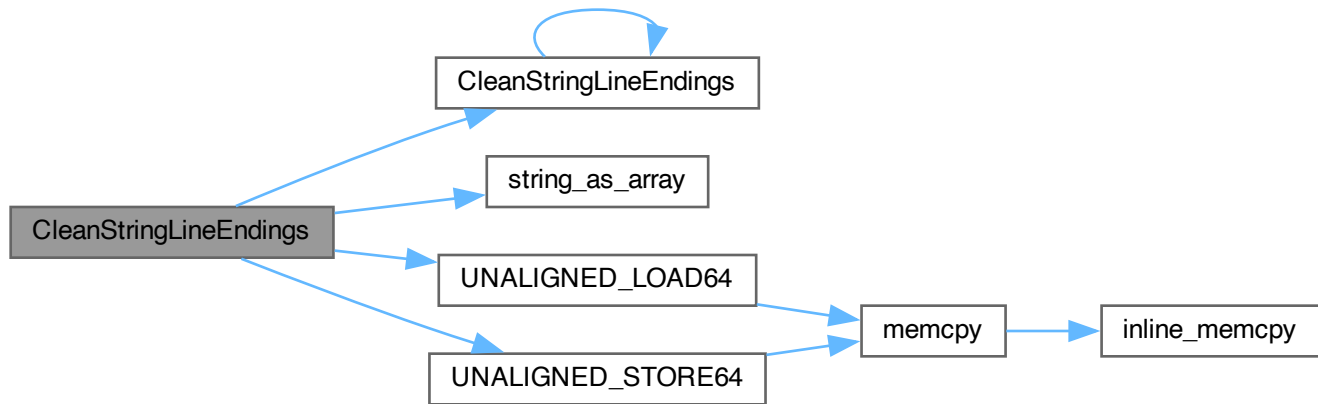 CleanStringLineEndings
string_as_array
CleanStringLineEndings
UNALIGNED_LOAD64
memcpy
inline_memcpy
UNALIGNED_STORE64